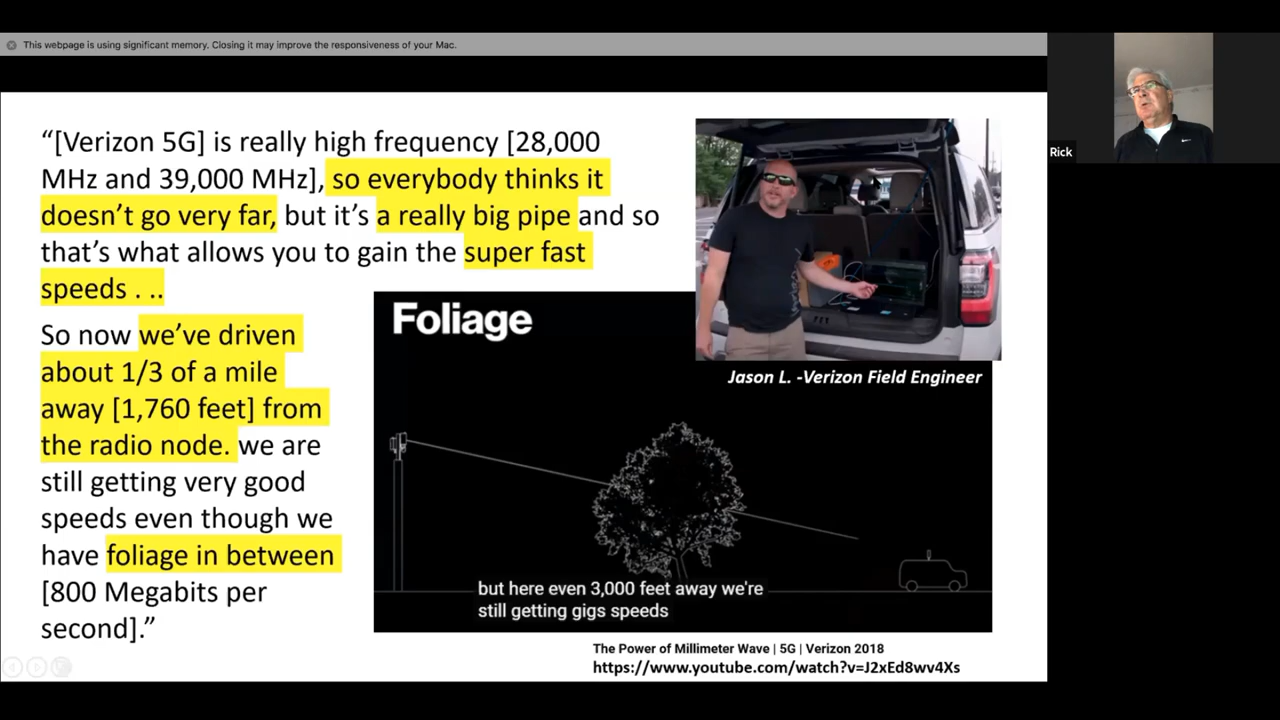 This webpage is using significant memory. Closing it may improve the responsiveness of your Mac.
“[Verizon 5G] is really high frequency [28,000
MHz and 39,000 MHz], so everybody thinks it
doesn’t go very far, but it’s a really big pipe and so
that’s what allows you to gain the super fast
speeds . ..
So now we’ve driven
about 1/3 of a mile
away [1,760 feet] from
the radio node. we are
still getting very good
speeds even though we
have foliage in between
[800 Megabits per
second].”
Foliage
but here even 3,000 feet away we're
still getting gigs speeds
Jason L. -Verizon Field Engineer
The Power of Millimeter Wave | 5G | Verizon 2018
https://www.youtube.com/watch?v=J2xEd8wv4Xs
Rick